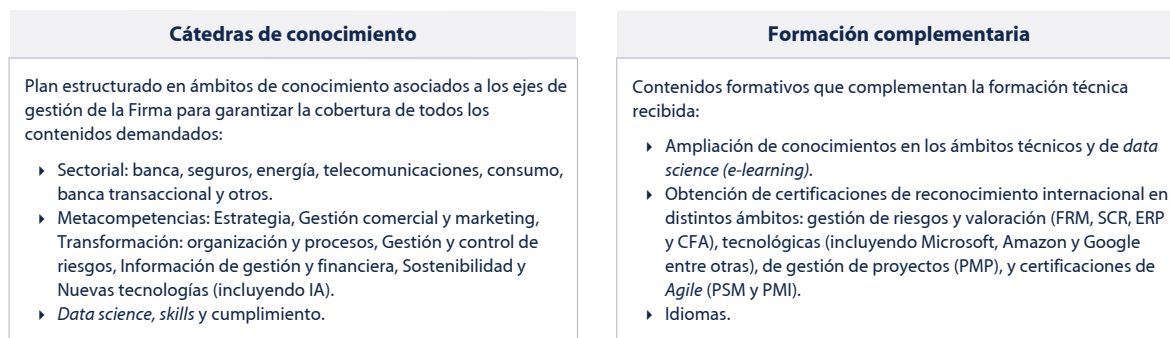 Cátedras de conocimiento
Plan estructurado en ámbitos de conocimiento asociados a los ejes de
gestión de la Firma para garantizar la cobertura de todos los
contenidos demandados:
Sectorial: banca, seguros, energía, telecomunicaciones, consumo,
banca transaccional y otros.
Metacompetencias: Estrategia, Gestión comercial y marketing,
Transformación: organización y procesos, Gestión y control de
riesgos, Información de gestión y financiera, Sostenibilidad y
Nuevas tecnologías (incluyendo IA).
Data science, skills y cumplimiento.
Formación complementaria
Contenidos formativos que complementan la formación técnica
recibida:
Ampliación de conocimientos en los ámbitos técnicos y de data
science (e-learning).
Obtención de certificaciones de reconocimiento internacional en
distintos ámbitos: gestión de riesgos y valoración (FRM, SCR, ERP
y CFA), tecnológicas (incluyendo Microsoft, Amazon y Google
entre otras), de gestión de proyectos (PMP), y certificaciones de
Agile (PSM y PMI).
Idiomas.